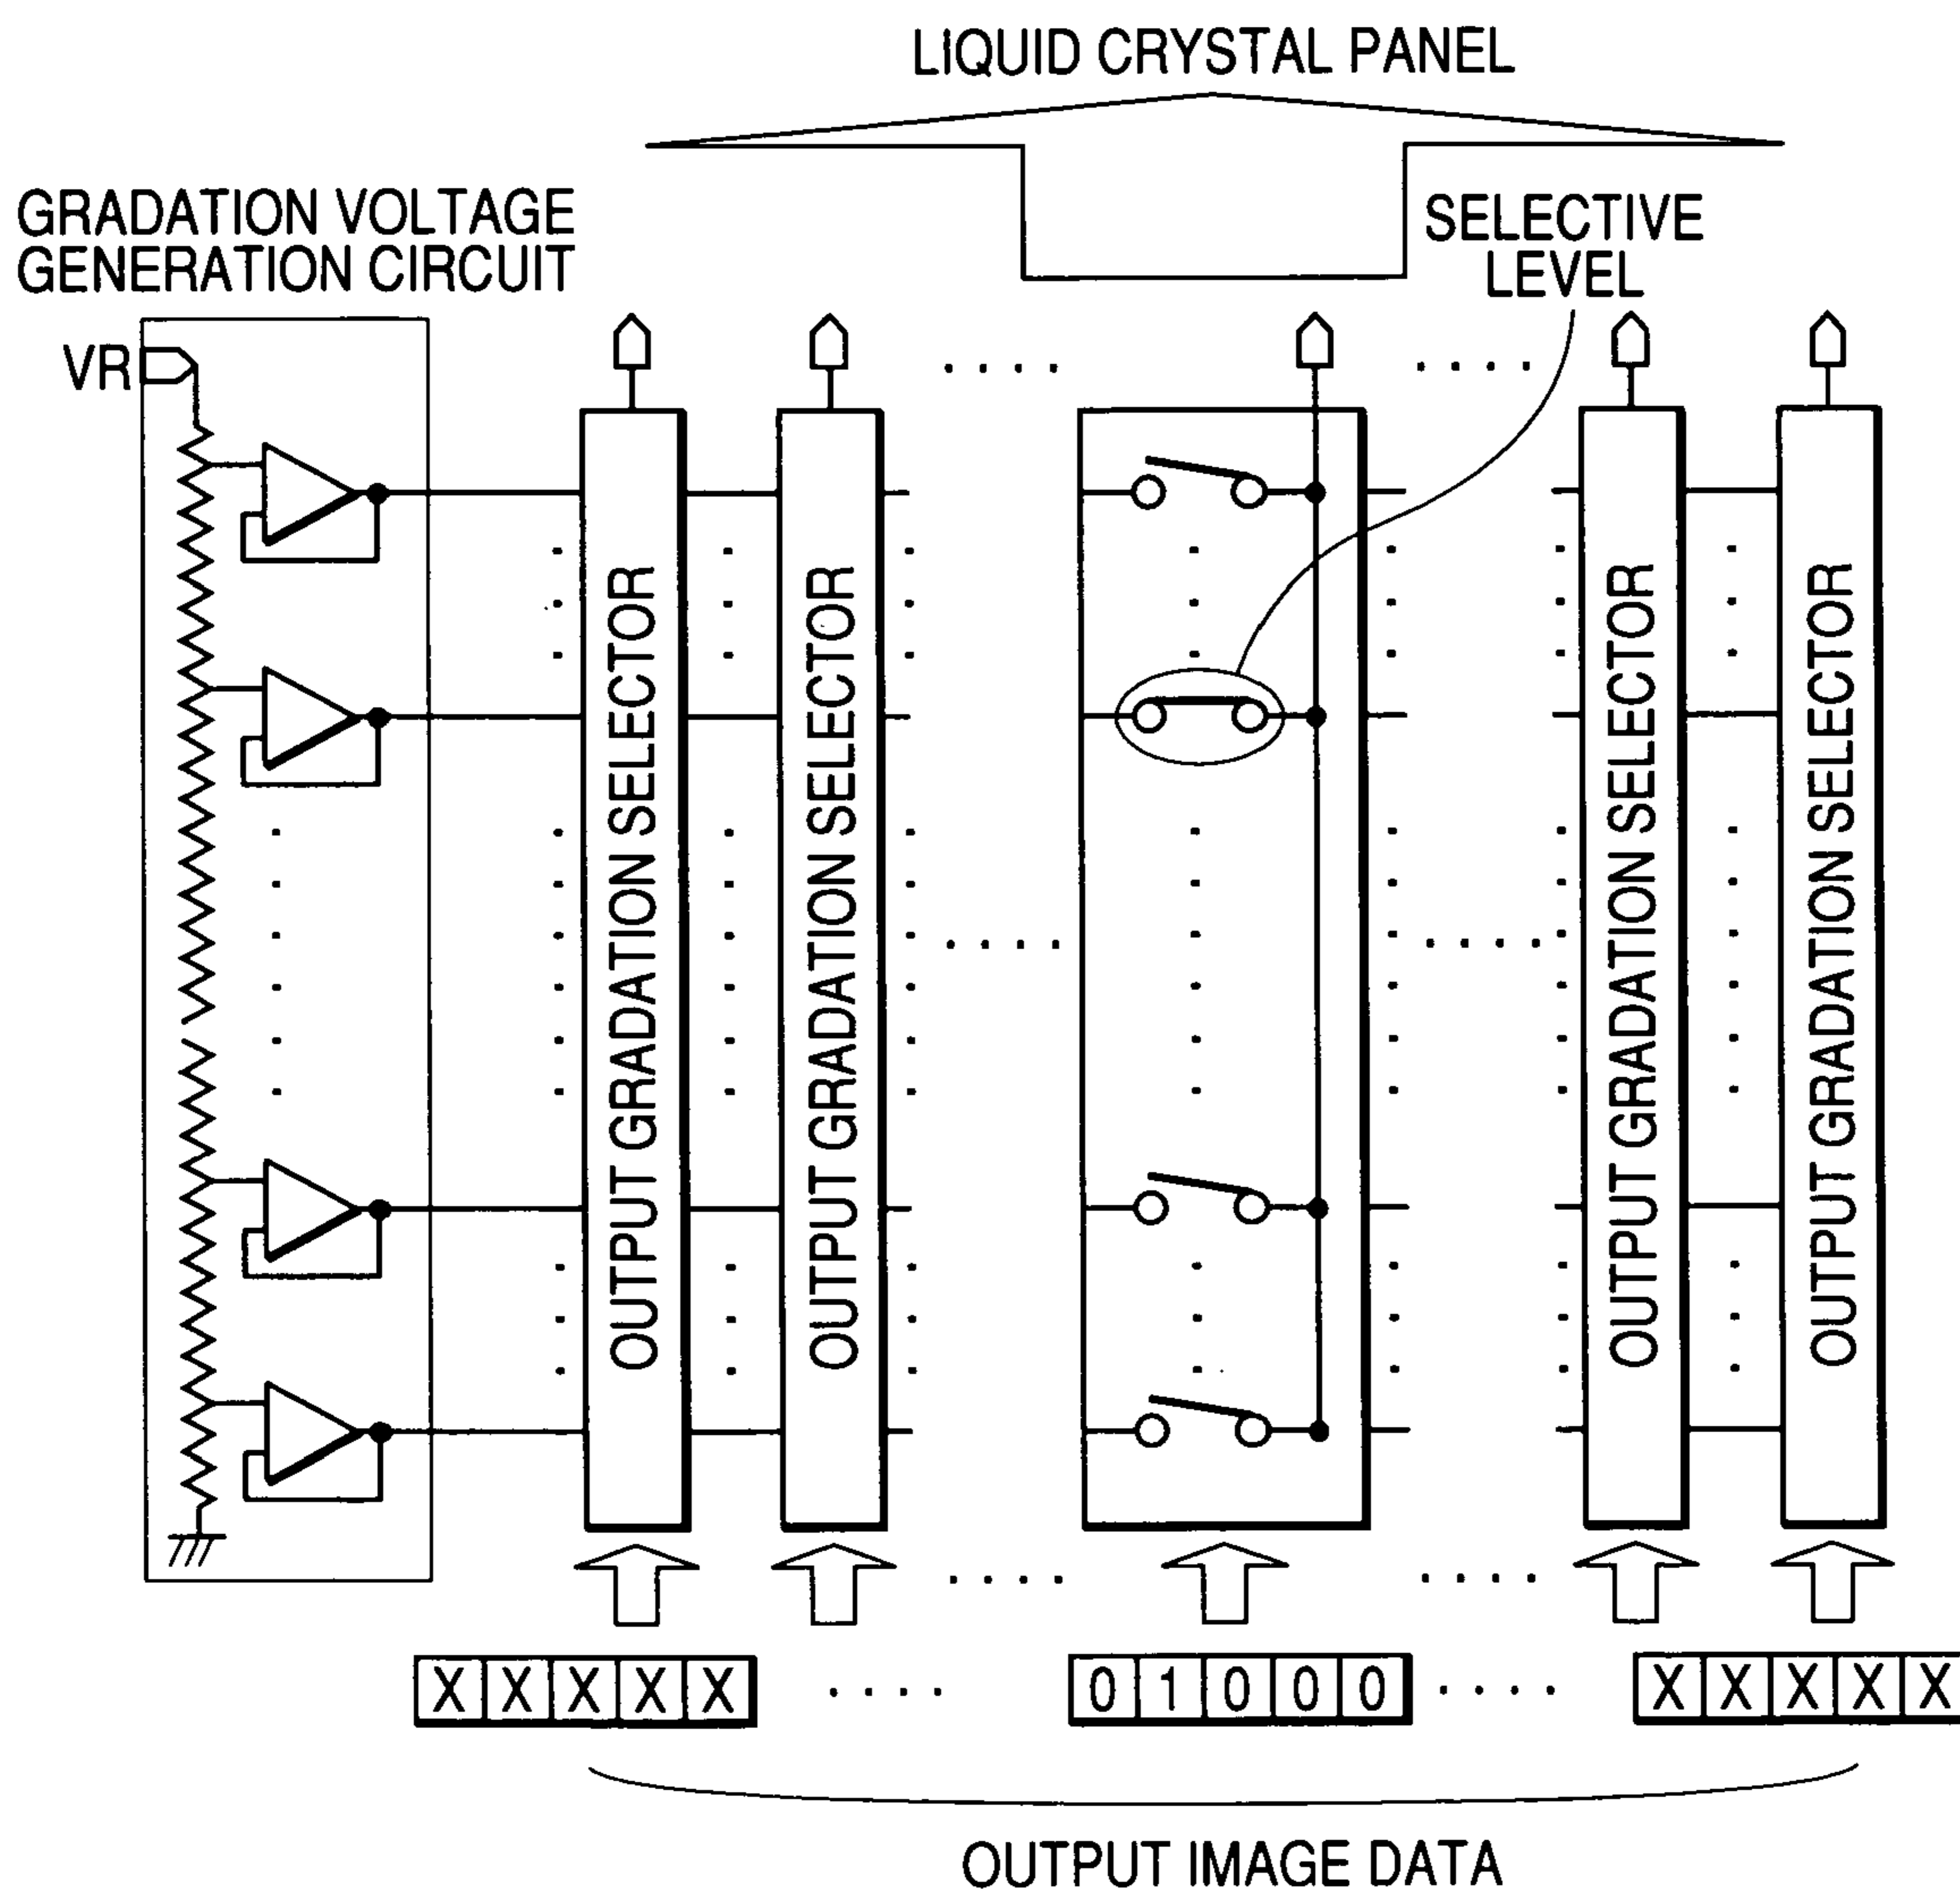 LIQUID CRYSTAL PANEL
GRADATION VOLTAGE
GENERATION CIRCUIT
SELECTIVE
LEVEL
VR
OUTPUT GRADATION SELECTOR
OUTPUT GRADATION SELECTOR
OUTPUT GRADATION SELECTOR
OUTPUT GRADATION SELECTOR
X X X X X
0 1 0 0 0
X X X X X
OUTPUT IMAGE DATA